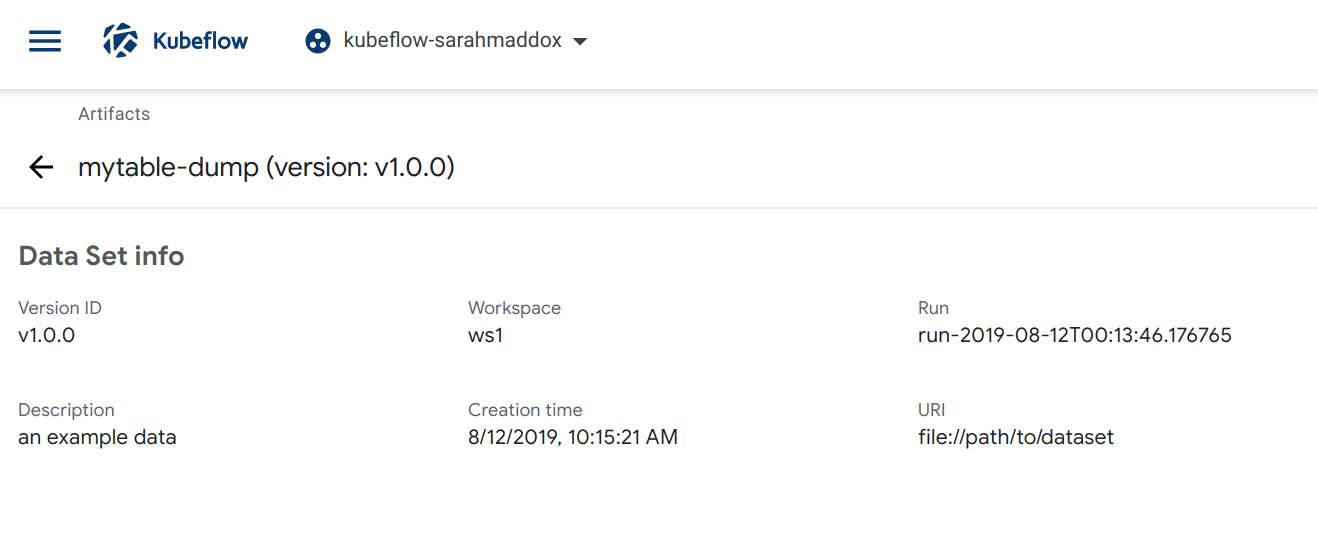 Kubeflow
kubeflow-sarahmaddox
Artifacts
mytable-dump (version: v1.0.0)
Data Set info
Version ID
v1.0.0
Workspace
ws1
Run
run-2019-08-12T00:13:46.176765
Description
an example data
Creation time
8/12/2019, 10:15:21 AM
URI
file://path/to/dataset